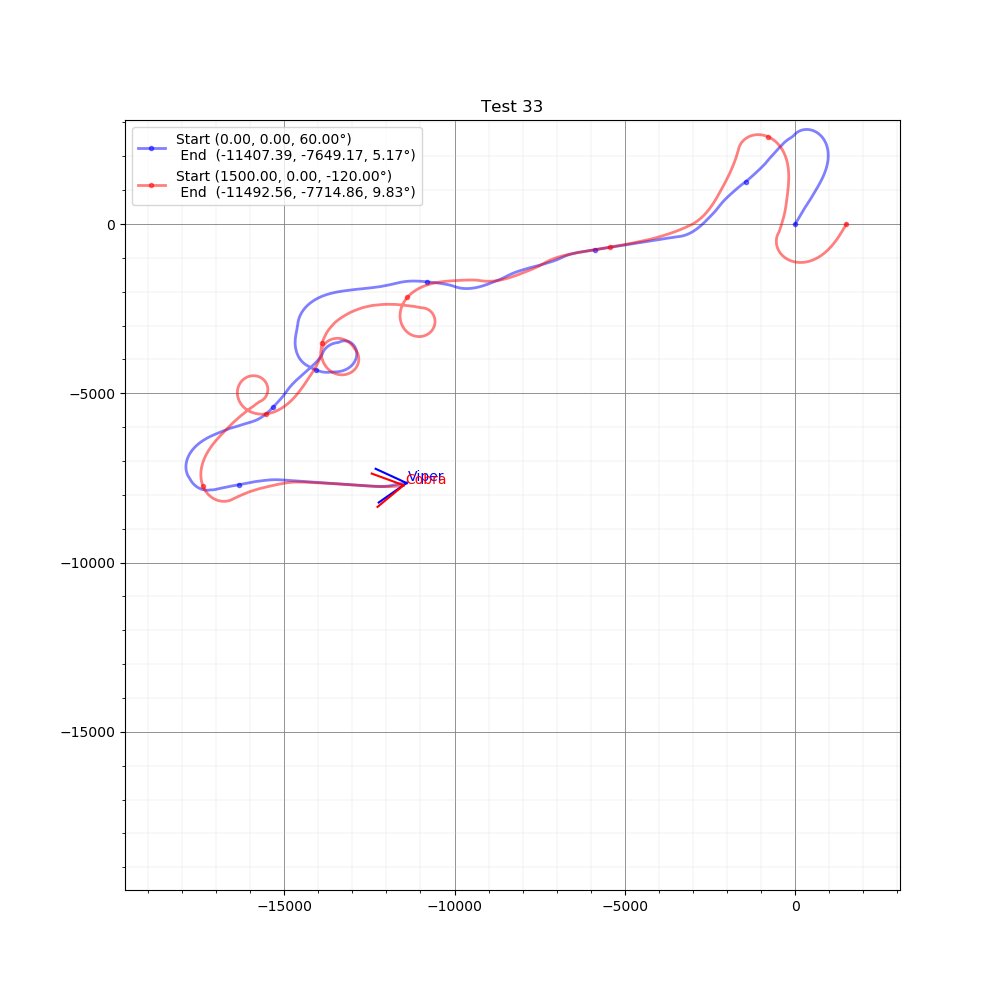 Test 33
Start (0.00, 0.00, 60.00°)
End (-11407.39, -7649.17, 5.17°)
Start (1500.00, 0.00, -120.00°)
End (-11492.56, -7714.86, 9.83°)
0
−5000
−10000
−15000
Viper
Cobra
−15000
−10000
−5000
0